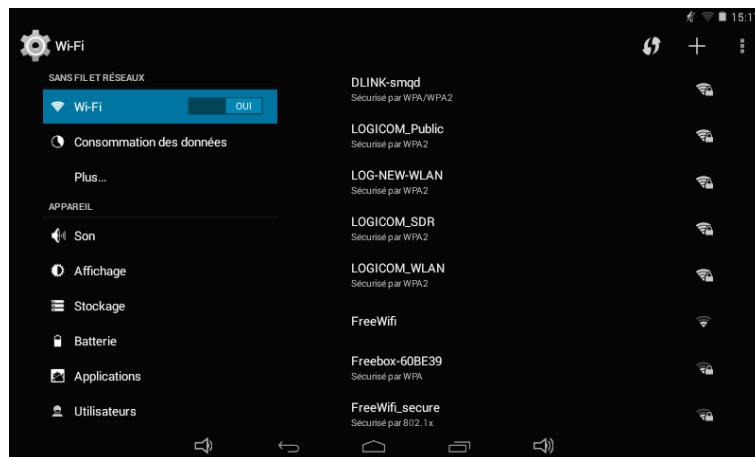 15:17
Wi-Fi
SANS FIL ET RÉSEAUX
Wi-Fi OUI
Consommation des données
Plus...
APPAREIL
Son
Affichage
Stockage
Batterie
Applications
Utilisateurs
DLINK-smqd
Sécurisé par WPA/WPA2
LOGICOM_Public
Sécurisé par WPA2
LOG-NEW-WLAN
Sécurisé par WPA2
LOGICOM_SDR
Sécurisé par WPA2
LOGICOM_WLAN
Sécurisé par WPA2
FreeWifi
Freebox-60BE39
Sécurisé par WPA
FreeWifi_secure
Sécurisé par 802.1x